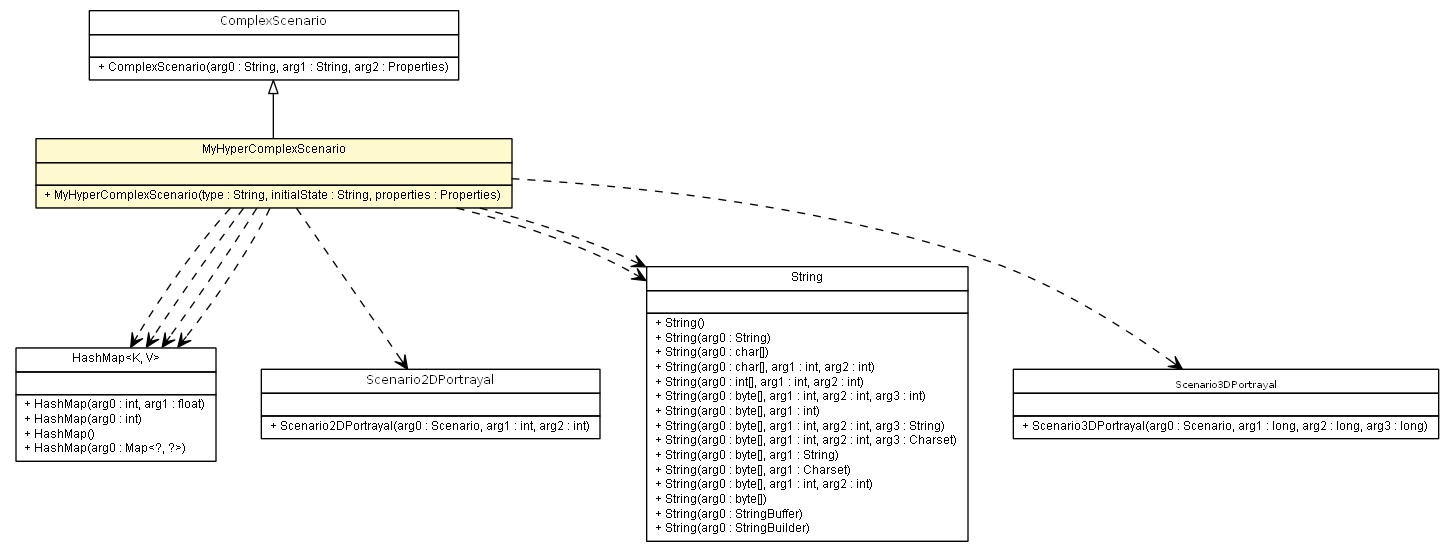 ComplexScenario
+ ComplexScenario(arg0 : String, arg1 : String, arg2 : Properties)
MyHyperComplexScenario
+ MyHyperComplexScenario(type : String, initialState : String, properties : Properties)
HashMap<K, V>
+ HashMap(arg0 : int, arg1 : float)
+ HashMap(arg0 : int)
+ HashMap()
+ HashMap(arg0 : Map<?, ?>)
Scenario2DPortrayal
+ Scenario2DPortrayal(arg0 : Scenario, arg1 : int, arg2 : int)
String
+ String()
+ String(arg0 : String)
+ String(arg0 : char[])
+ String(arg0 : char[], arg1 : int, arg2 : int)
+ String(arg0 : int[], arg1 : int, arg2 : int)
+ String(arg0 : byte[], arg1 : int, arg2 : int, arg3 : int)
+ String(arg0 : byte[], arg1 : int)
+ String(arg0 : byte[], arg1 : int, arg2 : int, arg3 : String)
+ String(arg0 : byte[], arg1 : int, arg2 : int, arg3 : Charset)
+ String(arg0 : byte[], arg1 : String)
+ String(arg0 : byte[], arg1 : Charset)
+ String(arg0 : byte[], arg1 : int, arg2 : int)
+ String(arg0 : byte[])
+ String(arg0 : StringBuffer)
+ String(arg0 : StringBuilder)
Scenario3DPortrayal
+ Scenario3DPortrayal(arg0 : Scenario, arg1 : long, arg2 : long, arg3 : long)